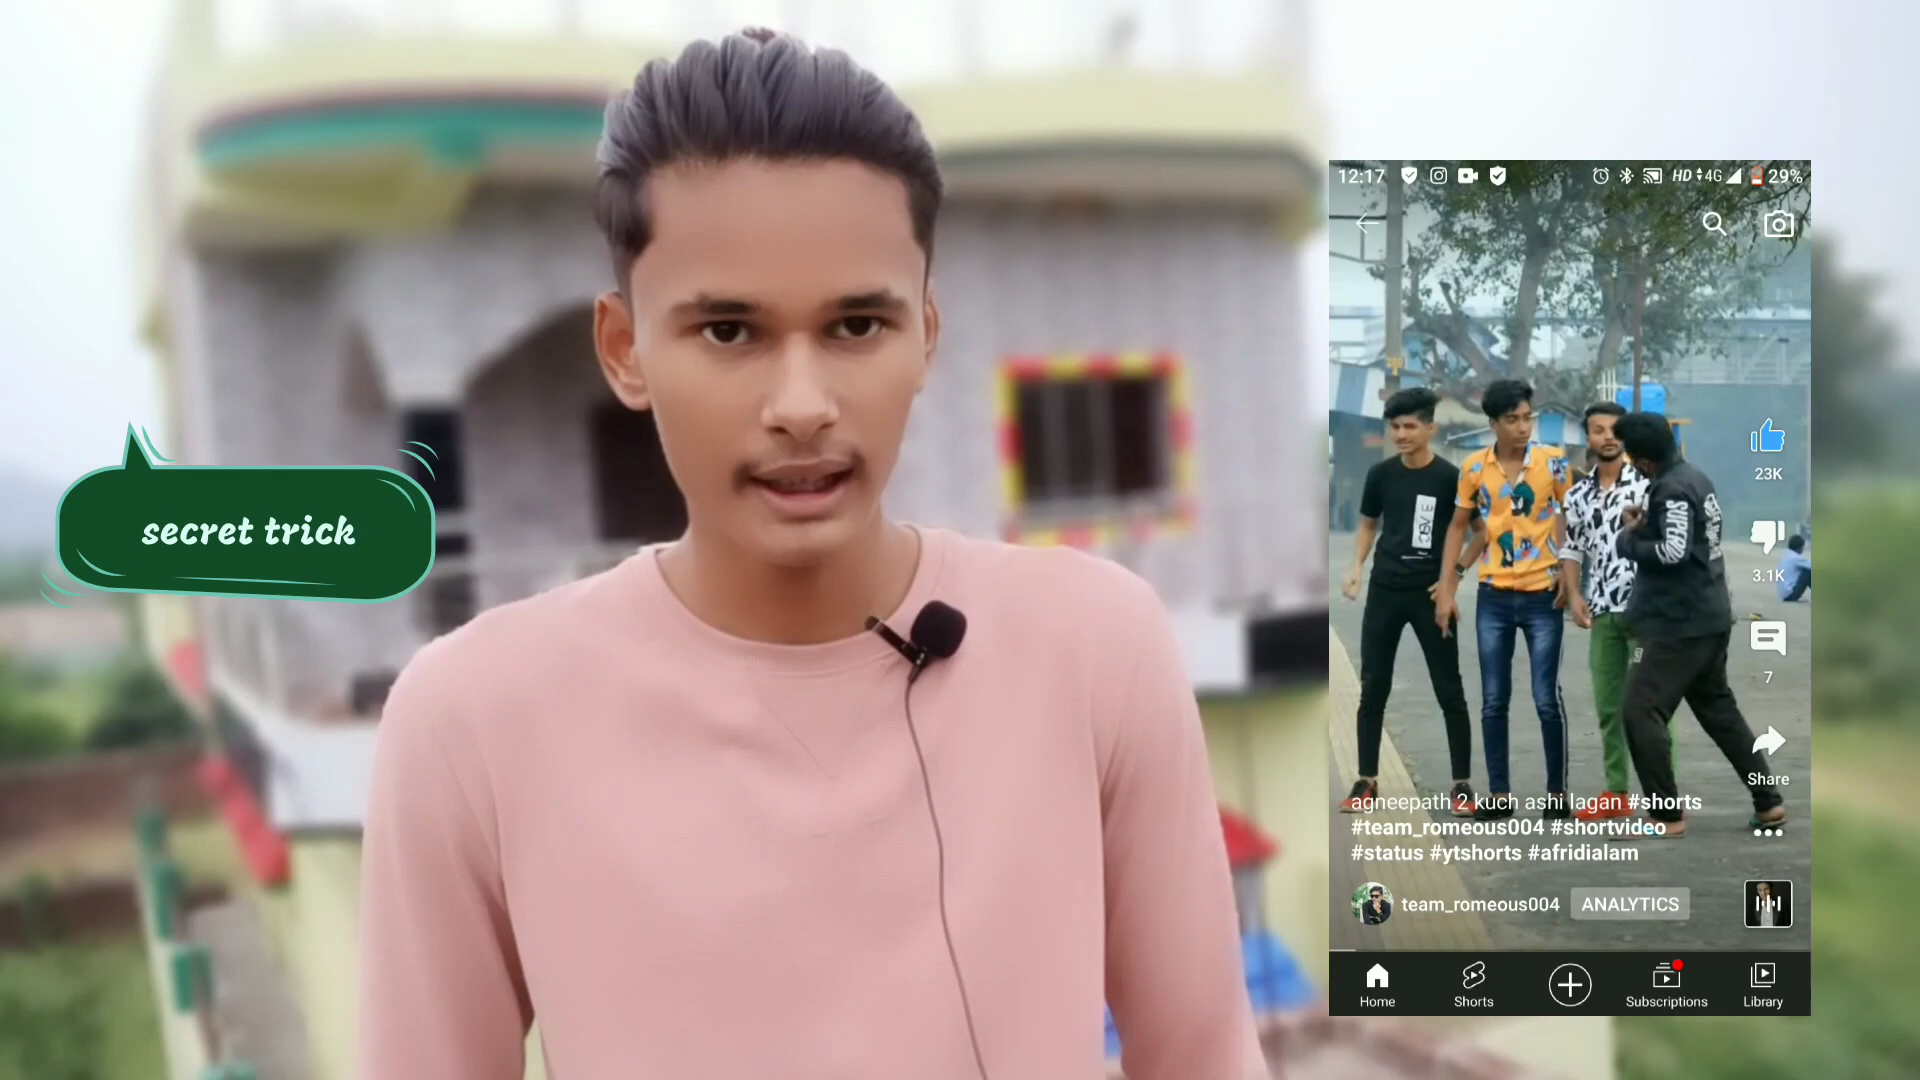 secret trick
12:17
HD 4G 29%
23K
3.1K
7
Share
agneepath 2 kuch ashi lagan #shorts
#team_romeous004 #shortvideo
#status #ytshorts #afridialam
team_romeous004 ANALYTICS
Home Shorts Subscriptions Library